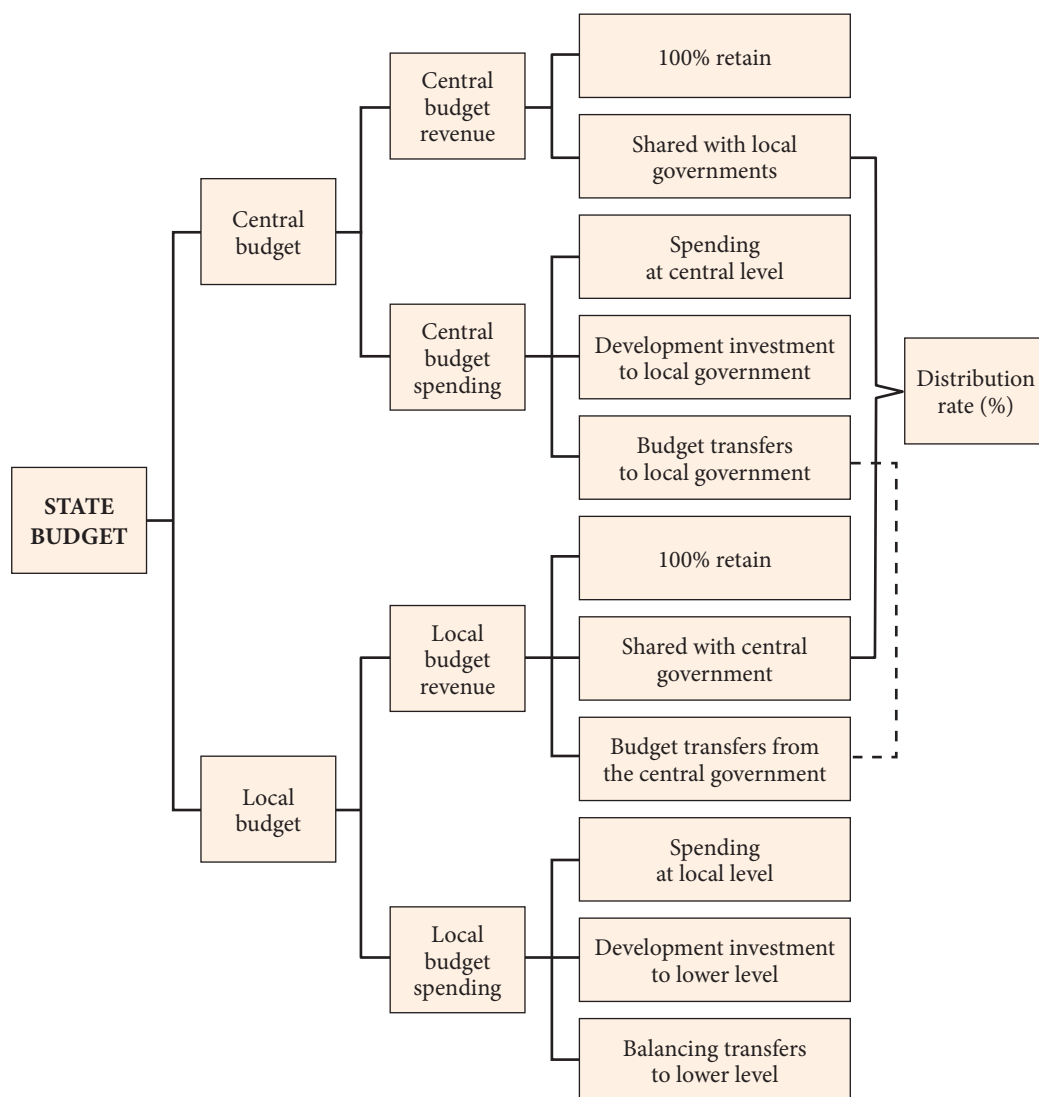 STATE
BUDGET
Central
budget
Central
budget
revenue
100% retain
Shared with local
governments
Central
budget
spending
Spending
at central level
Development investment
to local government
Budget transfers
to local government
Local
budget
Local
budget
revenue
100% retain
Shared with central
government
Budget transfers from
the central government
Local
budget
spending
Spending
at local level
Development investment
to lower level
Balancing transfers
to lower level
Distribution
rate (%)